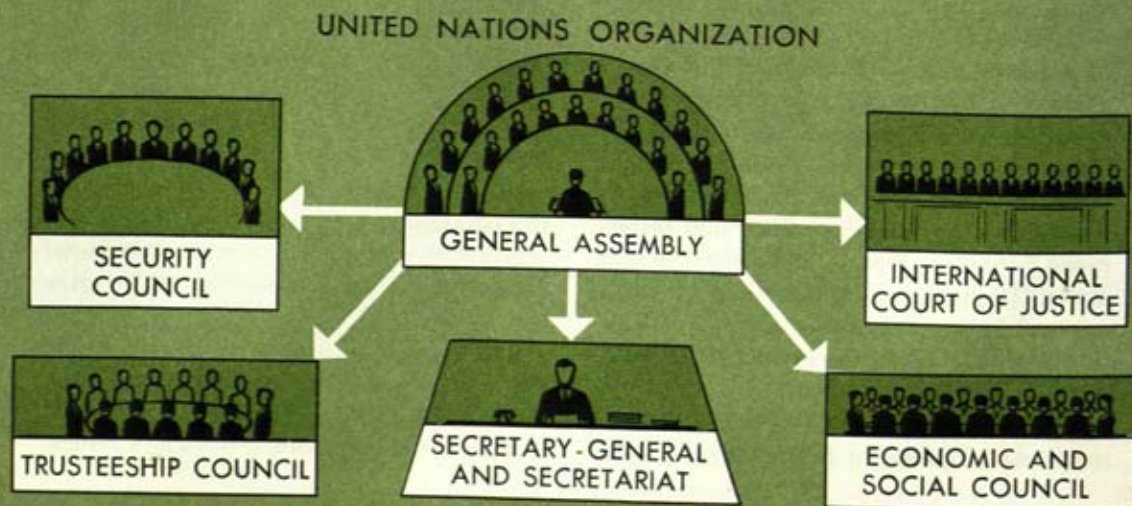 UNITED NATIONS ORGANIZATION
SECURITY
COUNCIL
GENERAL ASSEMBLY
INTERNATIONAL
COURT OF JUSTICE
TRUSTEESHIP COUNCIL
SECRETARY-GENERAL
AND SECRETARIAT
ECONOMIC AND
SOCIAL COUNCIL